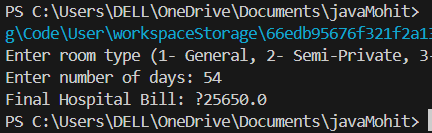 PS C:\Users\DELL\OneDrive\Documents\javaMohit>
g\Code\User\workspaceStorage\66edb95676f321f2a13
Enter room type (1- General, 2- Semi-Private, 3-
Enter number of days: 54
Final Hospital Bill: ?25650.0
PS C:\Users\DELL\OneDrive\Documents\javaMohit>